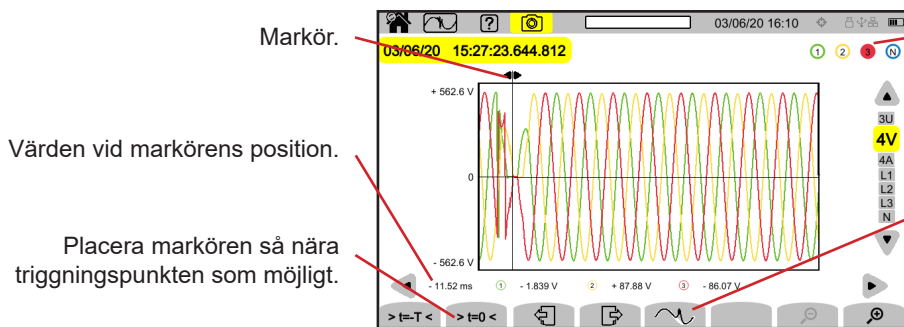 ? 03/06/20 16:10
Markör.
03/06/20 15:27:23.644.812
1 2 3 N
+ 562.6 V
3U
4V
4A
L1
L2
L3
N
Värden vid markörens position.
0
Placera markören så nära
triggningspunkten som möjligt.
- 562.6 V
- 11.52 ms 1 - 1.839 V 2 + 87.88 V 3 - 86.07 V
> t=-T < > t=0 <